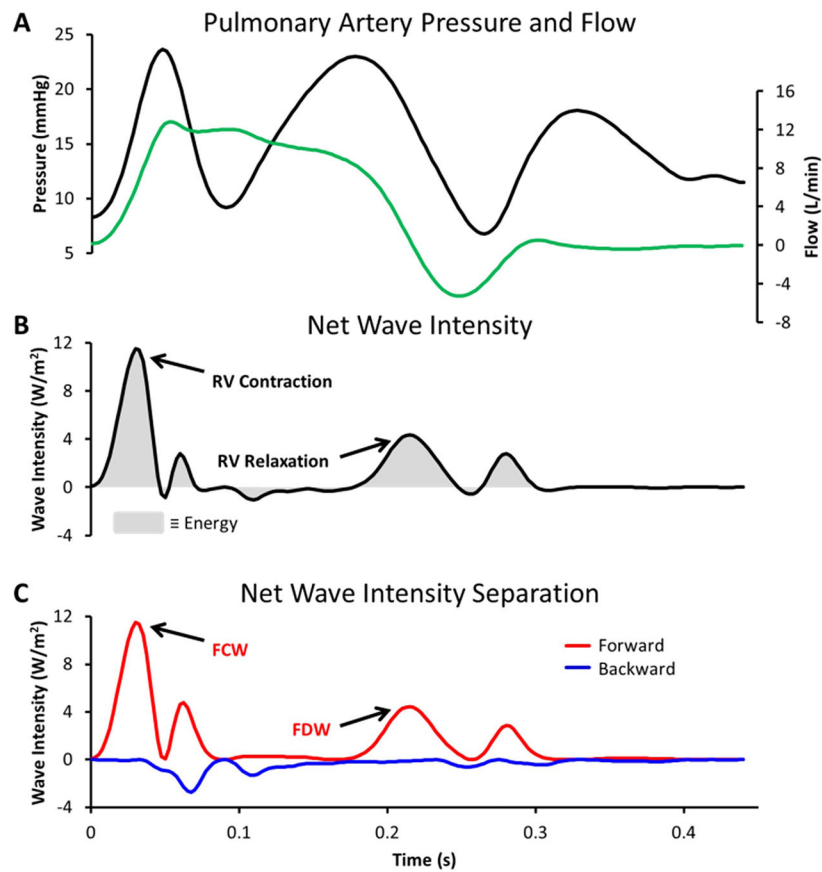 A
Pulmonary Artery Pressure and Flow
Pressure (mmHg)
25
20
15
10
5
16
12
8
4
0
-4
-8
Flow (L/min)
B
Net Wave Intensity
Wave Intensity (W/m²)
12
8
4
0
-4
RV Contraction
RV Relaxation
≡ Energy
C
Net Wave Intensity Separation
Wave Intensity (W/m²)
12
8
4
0
-4
FCW
FDW
Forward
Backward
0 0.1 0.2 0.3 0.4
Time (s)